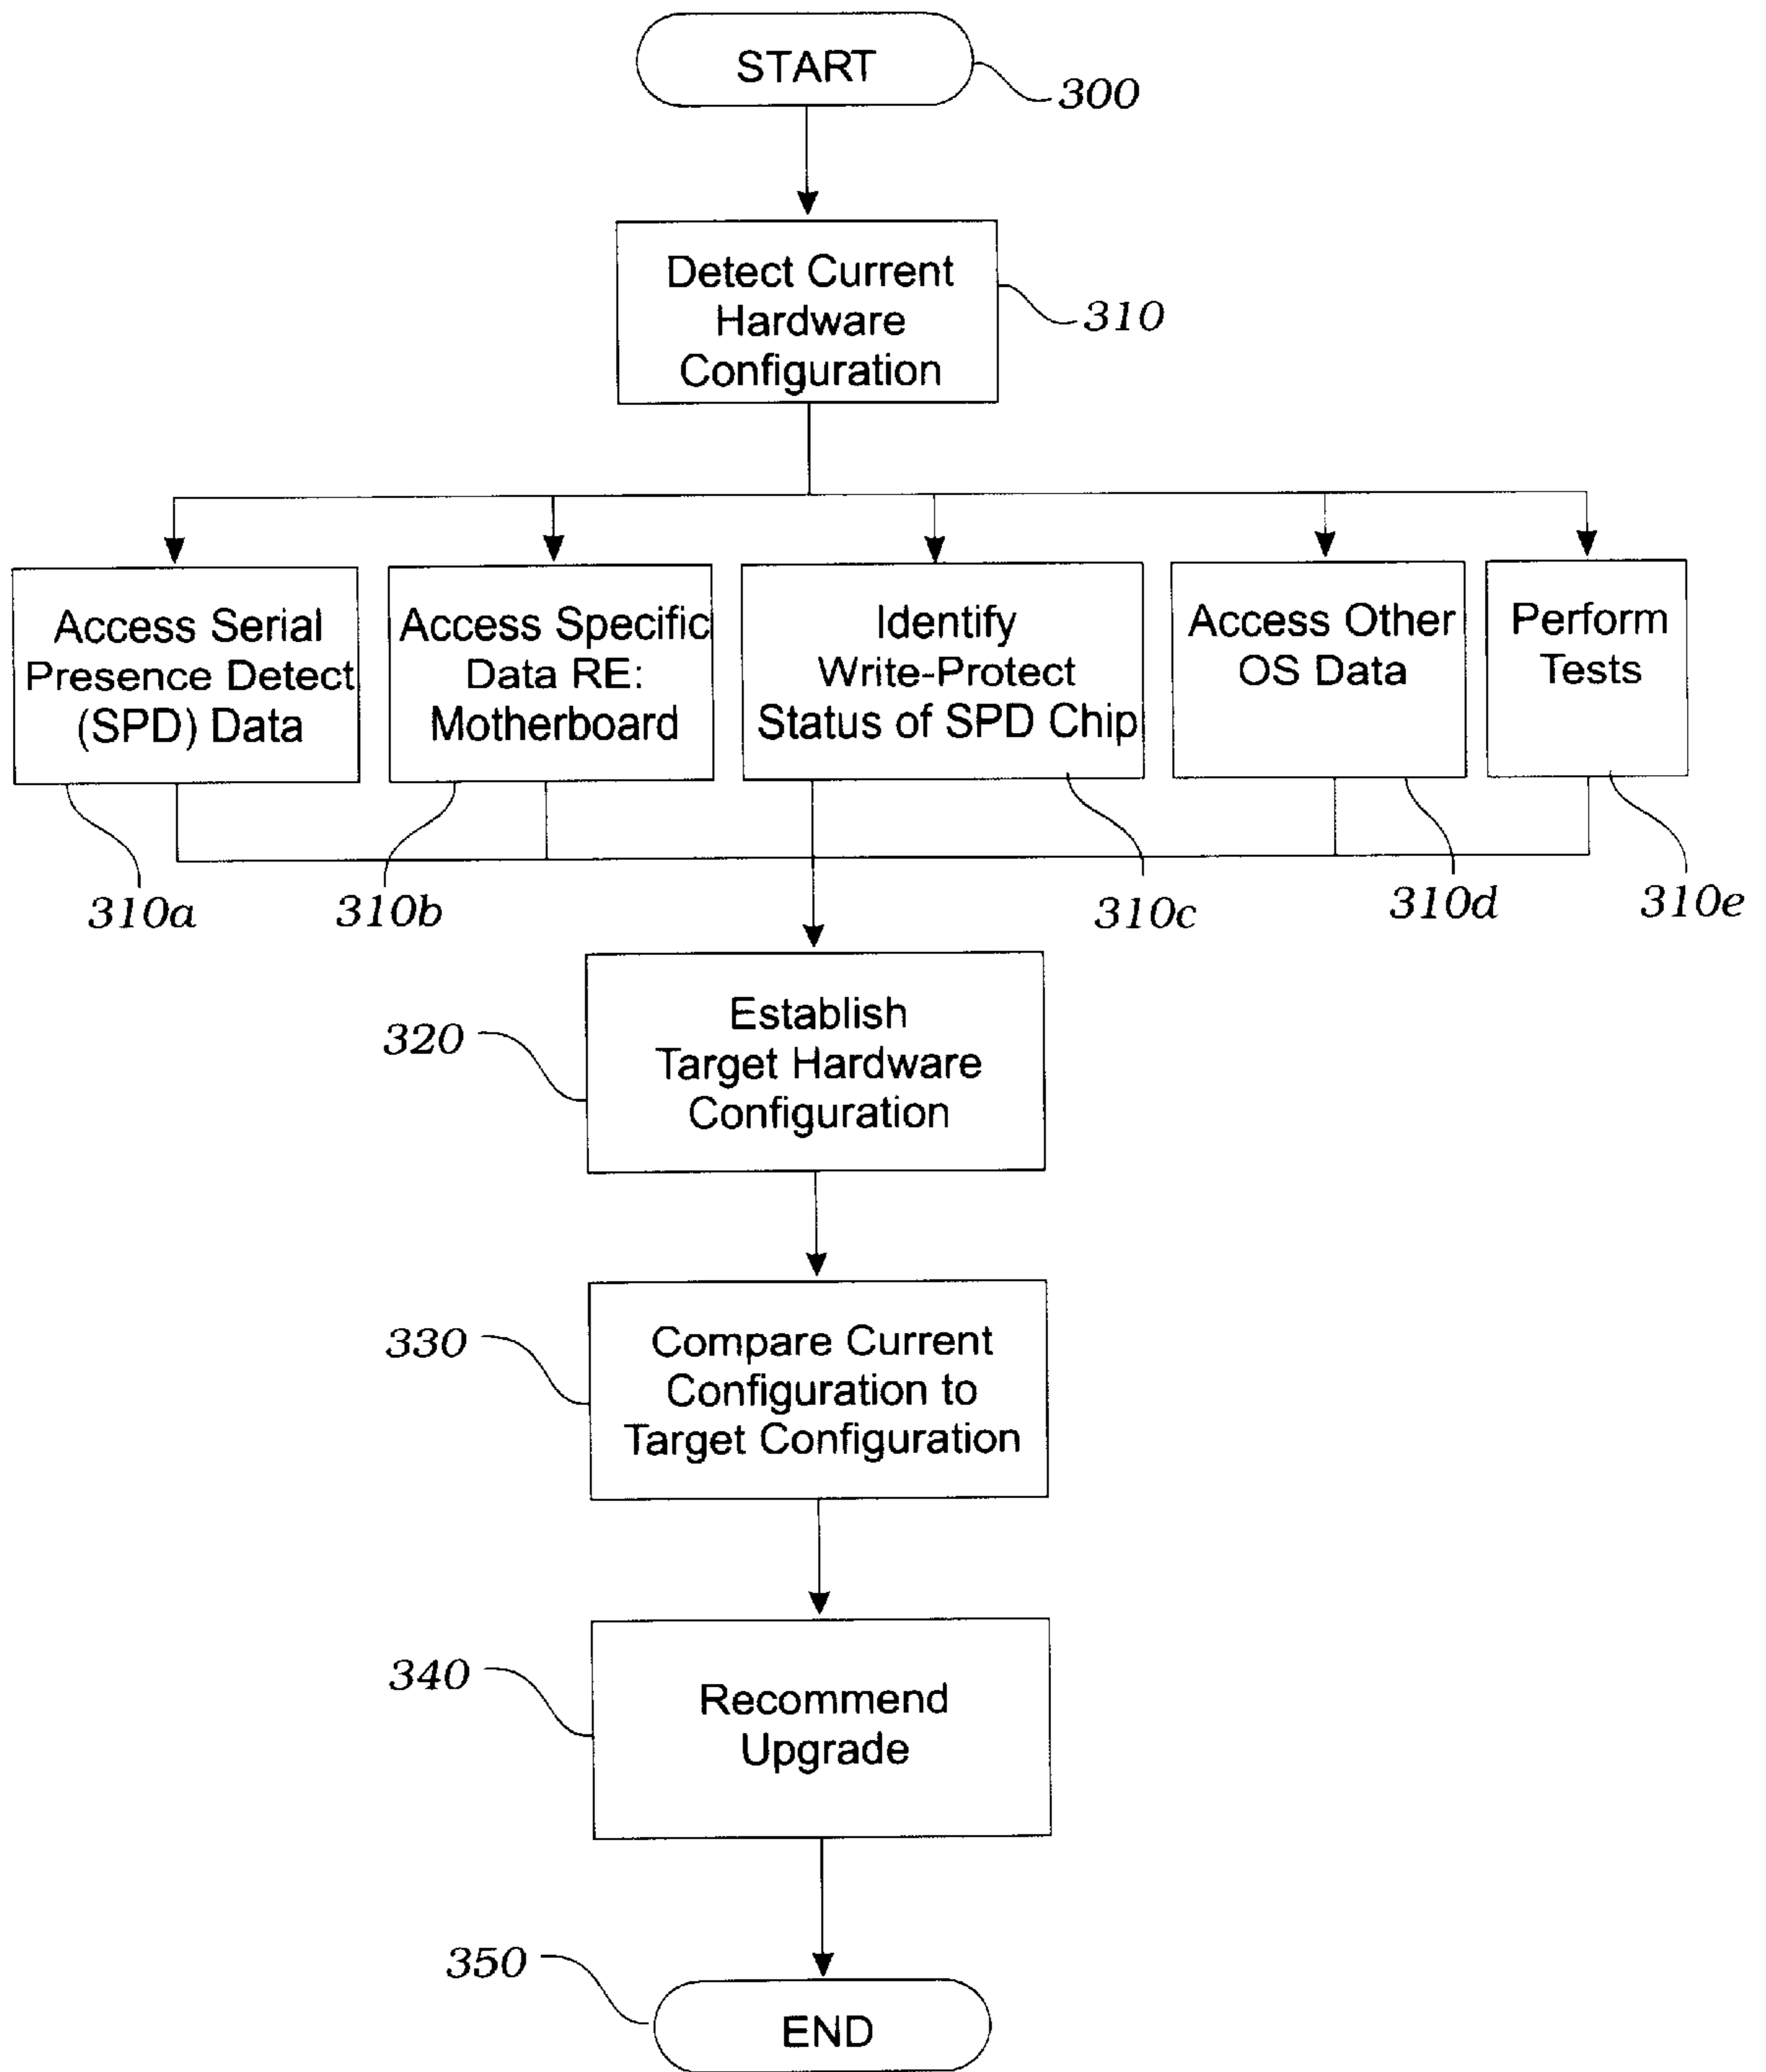 START
300
Detect Current
Hardware
Configuration
310
Access Serial
Presence Detect
(SPD) Data
Access Specific
Data RE:
Motherboard
Identify
Write-Protect
Status of SPD Chip
Access Other
OS Data
Perform
Tests
310a
310b
310c
310d
310e
320
Establish
Target Hardware
Configuration
330
Compare Current
Configuration to
Target Configuration
340
Recommend
Upgrade
350
END